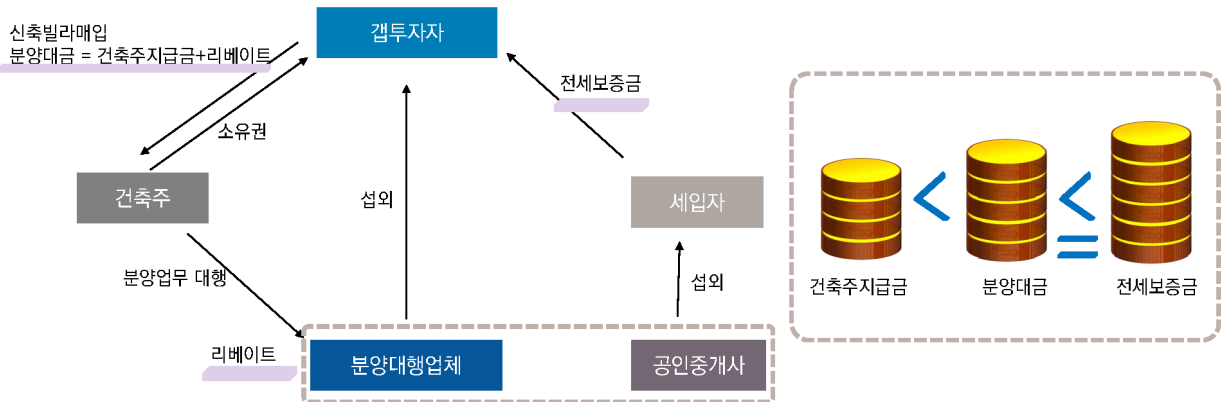 신축빌라매입
분양대금 = 건축주지급금+리베이트
갭투자자
전세보증금
소유권
건축주
섭외
세입자
분양업무 대행
섭외
리베이트
분양대행업체
공인중개사
<
<
=
건축주지급금
분양대금
전세보증금